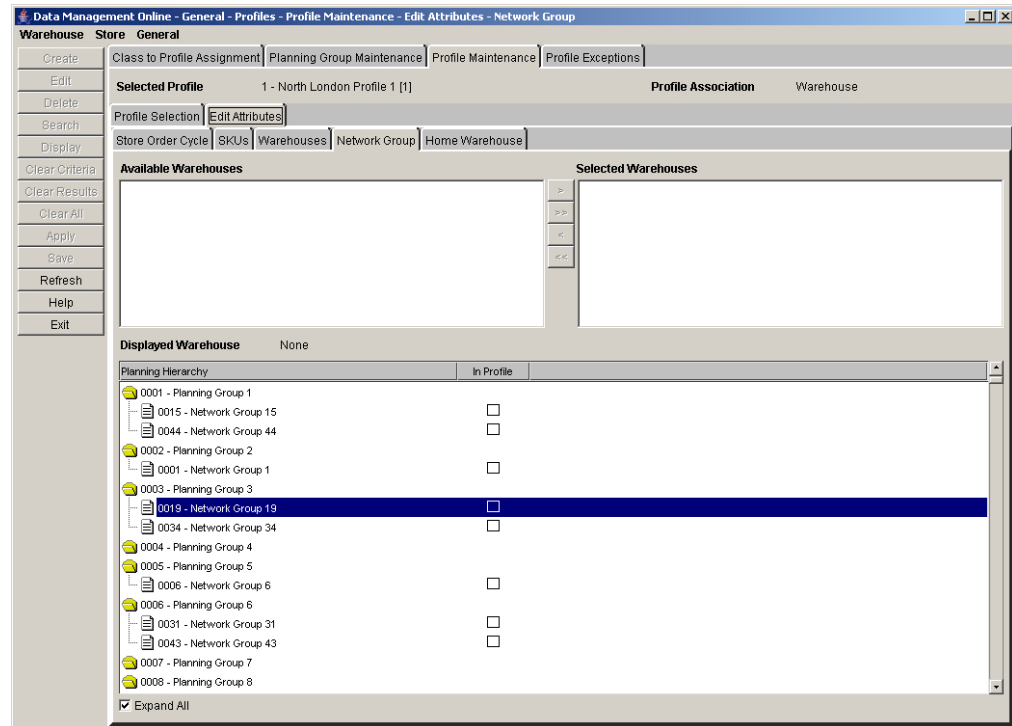 Data Management Online - General - Profiles - Profile Maintenance - Edit Attributes - Network Group
Warehouse Store General
Create
Edit
Delete
Search
Display
Clear Criteria
Clear Results
Clear All
Apply
Save
Refresh
Help
Exit
Class to Profile Assignment Planning Group Maintenance Profile Maintenance Profile Exceptions
Selected Profile 1 - North London Profile 1 [1] Profile Association Warehouse
Profile Selection Edit Attributes
Store Order Cycle SKUs Warehouses Network Group Home Warehouse
Available Warehouses Selected Warehouses
>
>>
<
<<
Displayed Warehouse None
Planning Hierarchy In Profile
0001 - Planning Group 1
0015 - Network Group 15
0044 - Network Group 44
0002 - Planning Group 2
0001 - Network Group 1
0003 - Planning Group 3
0019 - Network Group 19
0034 - Network Group 34
0004 - Planning Group 4
0005 - Planning Group 5
0006 - Network Group 6
0006 - Planning Group 6
0031 - Network Group 31
0043 - Network Group 43
0007 - Planning Group 7
0008 - Planning Group 8
Expand All